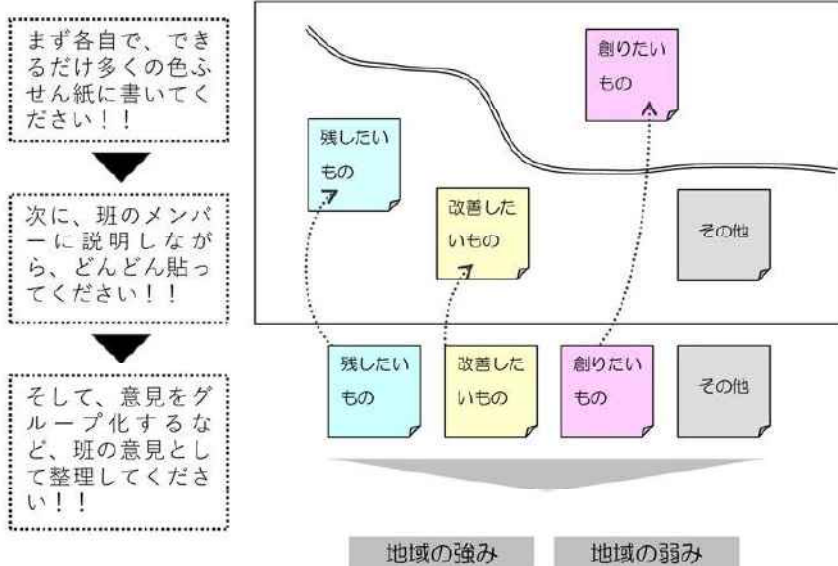 まず各自で、でき
るだけ多くの色ふ
せん紙に書いてく
ださい！！
次に、班のメンバ
ーに説明しなが
ら、どんどん貼っ
てください！！
そして、意見をグ
ループ化するな
ど、班の意見とし
て整理してくださ
い！！
創りたい
もの
残したい
もの
改善した
いもの
その他
残したい
もの
改善した
いもの
創りたい
もの
その他
地域の強み
地域の弱み